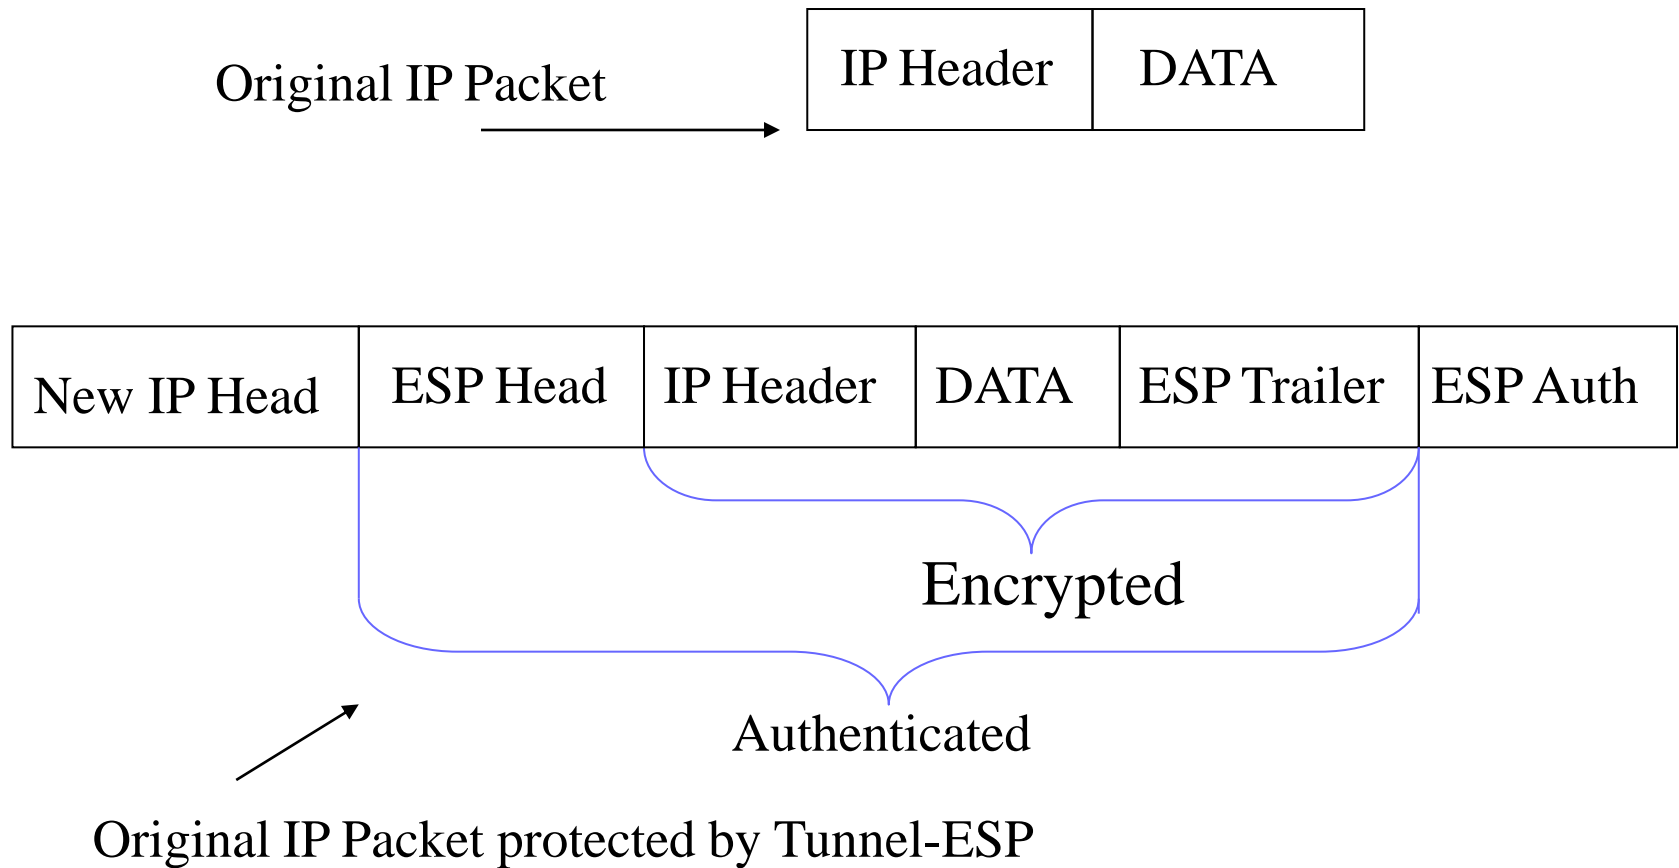 Original IP Packet
IP Header
DATA
New IP Head
ESP Head
IP Header
DATA
ESP Trailer
ESP Auth
Encrypted
Authenticated
Original IP Packet protected by Tunnel-ESP